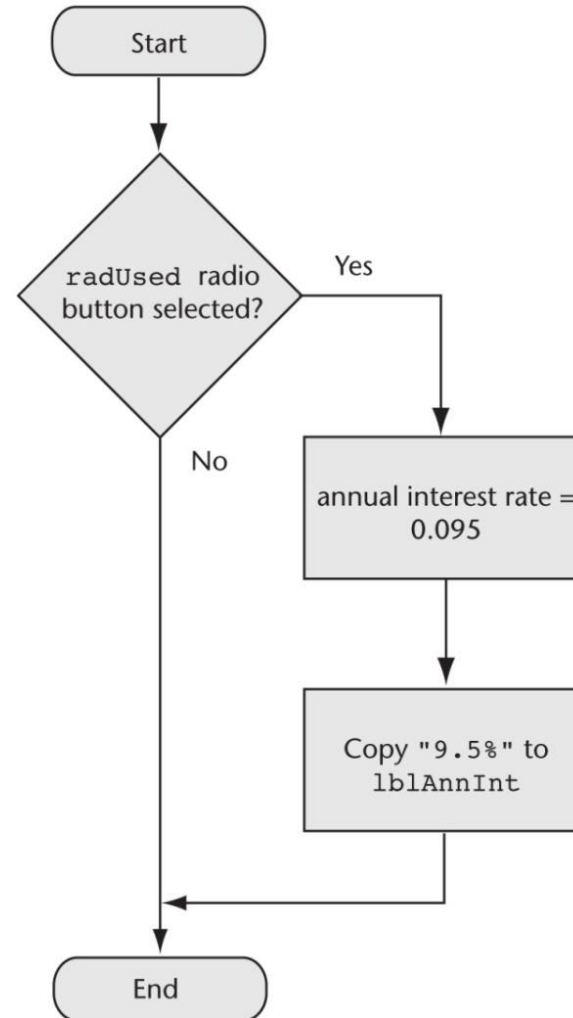 Start
radUsed radio
button selected?
Yes
No
annual interest rate =
0.095
Copy "9.5%" to
lblAnnInt
End